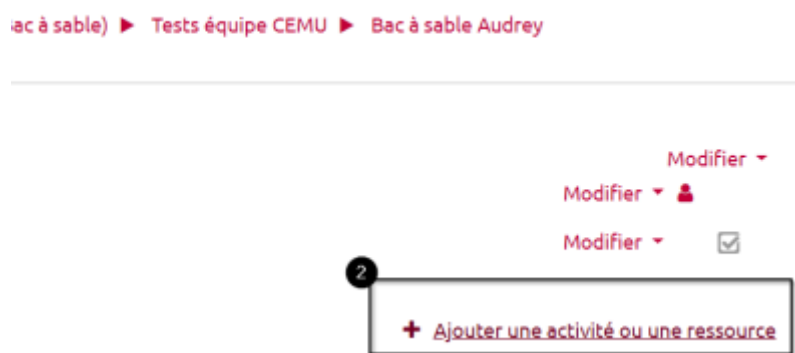 ac à sable) ▶ Tests équipe CEMU ▶ Bac à sable Audrey
Modifier
Modifier
Modifier
2
+ Ajouter une activité ou une ressource